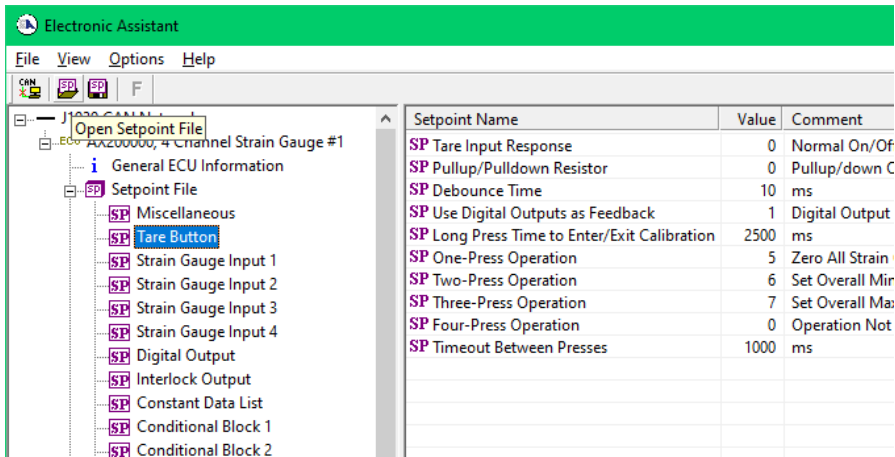 Electronic Assistant
File View Options Help
CAN SP SP F
Open Setpoint File
AX200000, 4 Channel Strain Gauge #1
i General ECU Information
SP Setpoint File
SP Miscellaneous
SP Tare Button
SP Strain Gauge Input 1
SP Strain Gauge Input 2
SP Strain Gauge Input 3
SP Strain Gauge Input 4
SP Digital Output
SP Interlock Output
SP Constant Data List
SP Conditional Block 1
SP Conditional Block 2
Setpoint Name Value Comment
SP Tare Input Response 0 Normal On/Of
SP Pullup/Pulldown Resistor 0 Pullup/down
SP Debounce Time 10 ms
SP Use Digital Outputs as Feedback 1 Digital Output
SP Long Press Time to Enter/Exit Calibration 2500 ms
SP One-Press Operation 5 Zero All Strain
SP Two-Press Operation 6 Set Overall Min
SP Three-Press Operation 7 Set Overall Max
SP Four-Press Operation 0 Operation Not
SP Timeout Between Presses 1000 ms